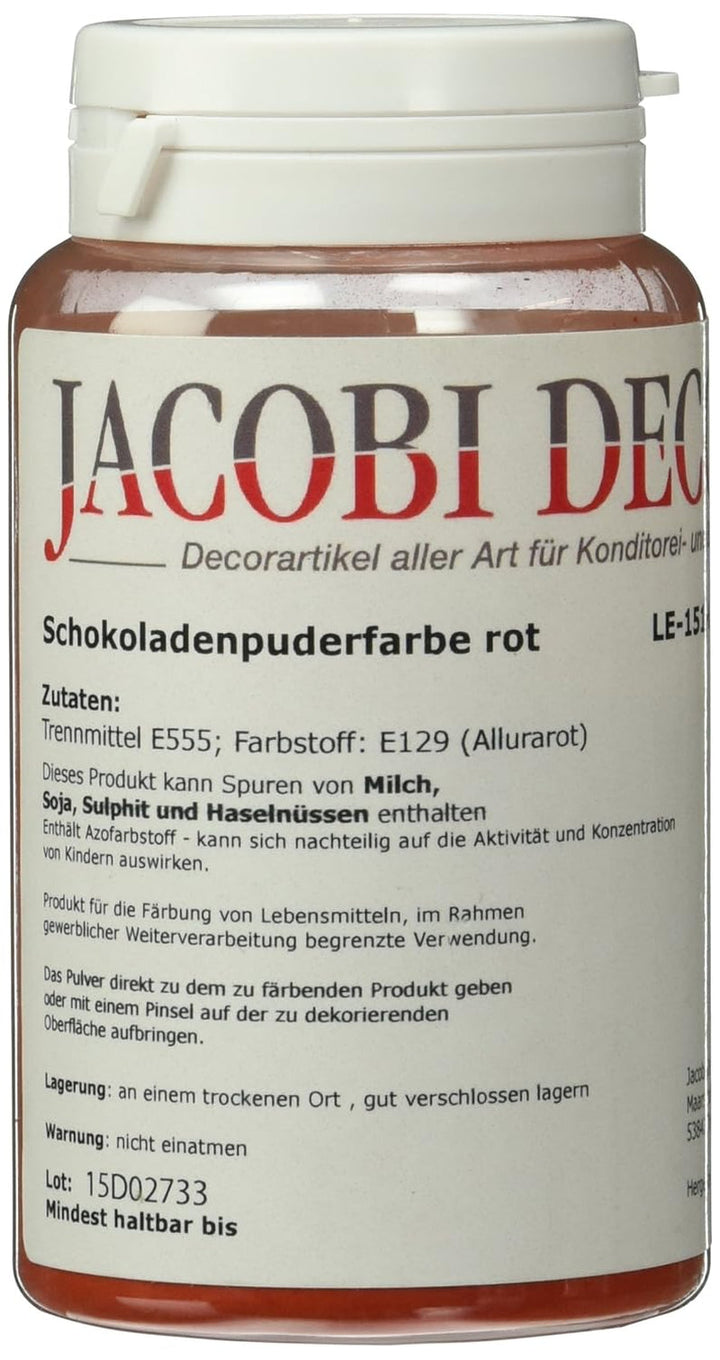 JACOBI DEC
Decorartikel aller Art für Konditorei-
Schokoladenpuderfarbe rot LE-151
Zutaten:
Trennmittel E555; Farbstoff: E129 (Allurarot)
Dieses Produkt kann Spuren von Milch,
Soja, Sulphit und Haselnüssen enthalten
Enthält Azofarbstoff - kann sich nachteilig auf die Aktivität und Konzentration
von Kindern auswirken.
Produkt für die Färbung von Lebensmitteln, im Rahmen
gewerblicher Weiterverarbeitung begrenzte Verwendung.
Das Pulver direkt zu dem zu färbenden Produkt geben
oder mit einem Pinsel auf der zu dekorierenden
Oberfläche aufbringen.
Lagerung: an einem trockenen Ort , gut verschlossen lagern
Warnung: nicht einatmen
Lot: 15D02733
Mindest haltbar bis